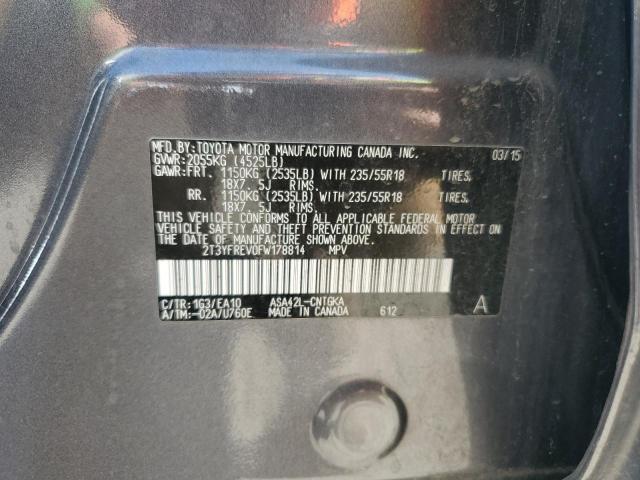 MFD.BY:TOYOTA MOTOR MANUFACTURING CANADA INC. 03/15
GVWR:2055KG (4525LB)
GAWR:FRT. 1150KG (2535LB) WITH 235/55R18 TIRES,
18X7. 5J RIMS.
RR. 1150KG (2535LB) WITH 235/55R18 TIRES,
18X7. 5J RIMS.
THIS VEHICLE CONFORMS TO ALL APPLICABLE FEDERAL MOTOR
VEHICLE SAFETY AND THEFT PREVENTION STANDARDS IN EFFECT
ON THE DATE OF MANUFACTURE SHOWN ABOVE.
2T3YFREV0FW178814 MPV
C/TR:1G3/EA10 ASA42L-CNTGKA
A/TM:-02A/U760E MADE IN CANADA 612 A